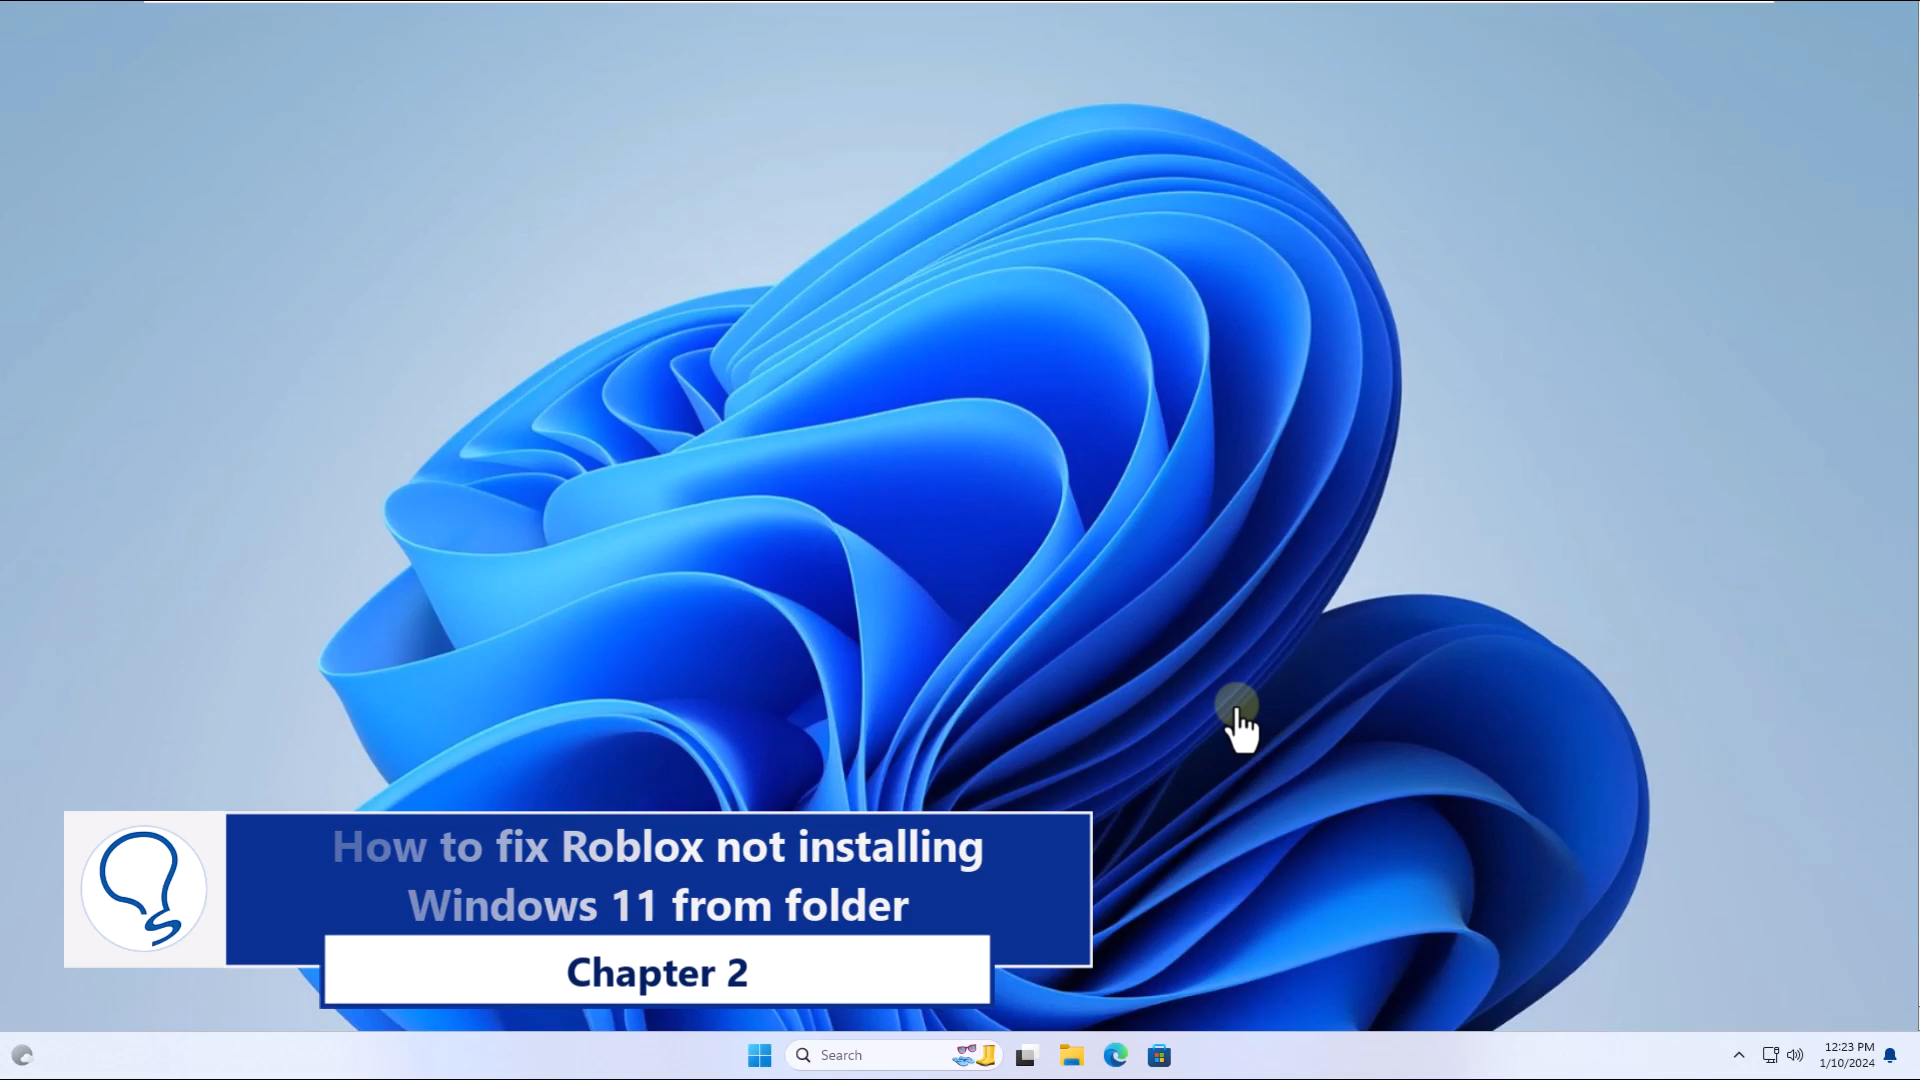 How to fix Roblox not installing
Windows 11 from folder
Chapter 2
Search
12:23 PM
1/10/2024